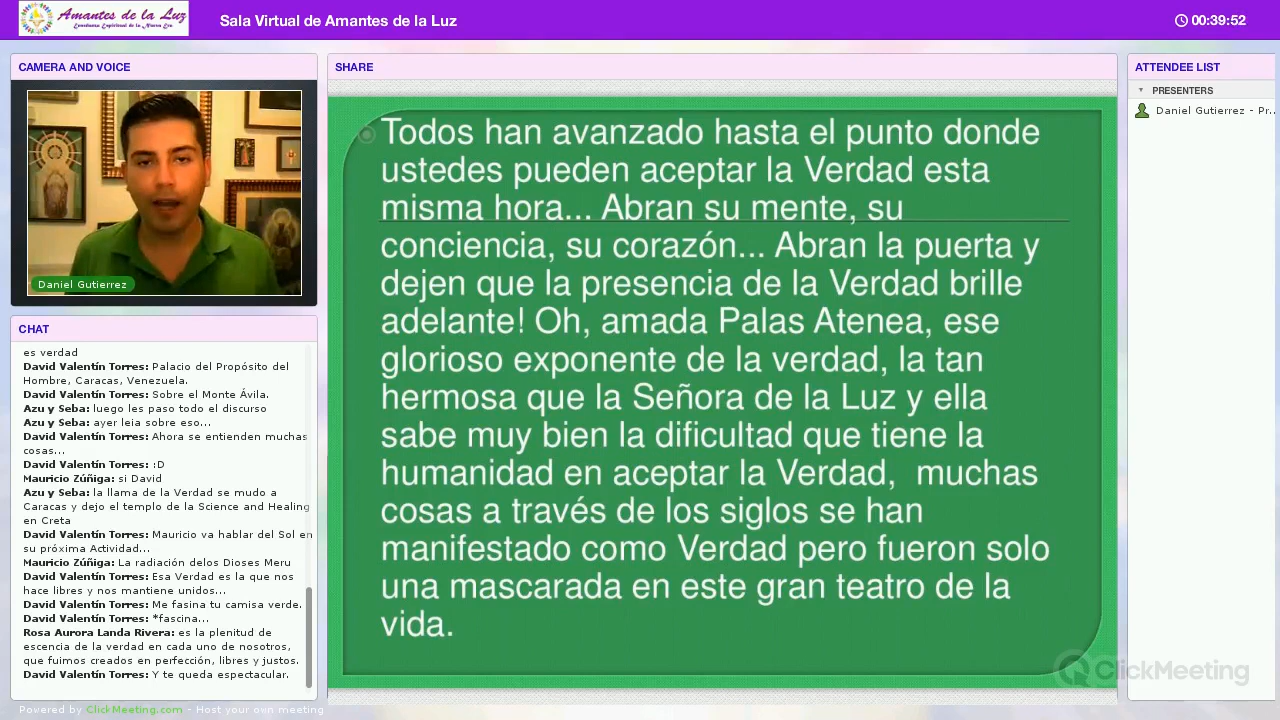 Amantes de la Luz
Enseñanza Espiritual de la Nueva Era
Sala Virtual de Amantes de la Luz
00:39:52
CAMERA AND VOICE
Daniel Gutierrez
CHAT
es verdad
David Valentín Torres: Palacio del Propósito del
Hombre, Caracas, Venezuela.
David Valentín Torres: Sobre el Monte Ávila.
Azu y Seba: luego les paso todo el discurso
Azu y Seba: ayer leia sobre eso...
David Valentín Torres: Ahora se entienden muchas
cosas...
David Valentín Torres: :D
Mauricio Zúñiga: si David
Azu y Seba: la llama de la Verdad se mudo a
Caracas y dejo el templo de la Science and Healing
en Creta
David Valentín Torres: Mauricio va hablar del Sol en
su próxima Actividad...
Mauricio Zúñiga: La radiación delos Dioses Meru
David Valentín Torres: Esa Verdad es la que nos
hace libres y nos mantiene unidos...
David Valentín Torres: Me fasina tu camisa verde.
David Valentín Torres: *fascina...
Rosa Aurora Landa Rivera: es la plenitud de
escencia de la verdad en cada uno de nosotros,
que fuimos creados en perfección, libres y justos.
David Valentín Torres: Y te queda espectacular.
Powered by ClickMeeting.com - Host your own meeting
SHARE
Todos han avanzado hasta el punto donde
ustedes pueden aceptar la Verdad esta
misma hora... Abran su mente, su
conciencia, su corazón... Abran la puerta y
dejen que la presencia de la Verdad brille
adelante! Oh, amada Palas Atenea, ese
glorioso exponente de la verdad, la tan
hermosa que la Señora de la Luz y ella
sabe muy bien la dificultad que tiene la
humanidad en aceptar la Verdad,  muchas
cosas a través de los siglos se han
manifestado como Verdad pero fueron solo
una mascarada en este gran teatro de la
vida.
ClickMeeting
ATTENDEE LIST
PRESENTERS
Daniel Gutierrez - Pr...